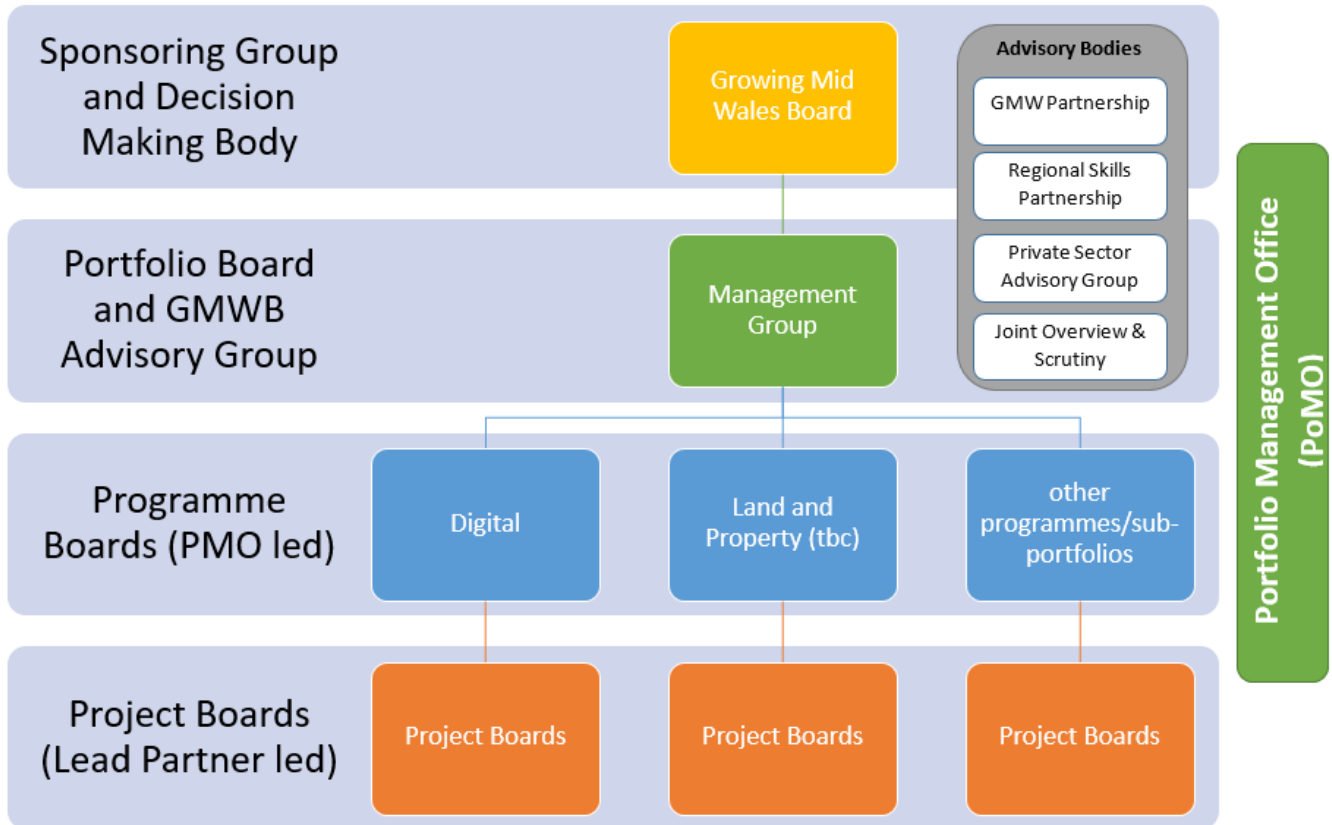 Sponsoring Group
and Decision
Making Body
Growing Mid
Wales Board
Advisory Bodies
GMW Partnership
Regional Skills
Partnership
Private Sector
Advisory Group
Joint Overview &
Scrutiny
Portfolio Board
and GMWB
Advisory Group
Management
Group
Programme
Boards (PMO led)
Digital
Land and
Property (tbc)
other
programmes/sub-
portfolios
Project Boards
(Lead Partner led)
Project Boards
Project Boards
Project Boards
Portfolio Management Office
(PoMO)